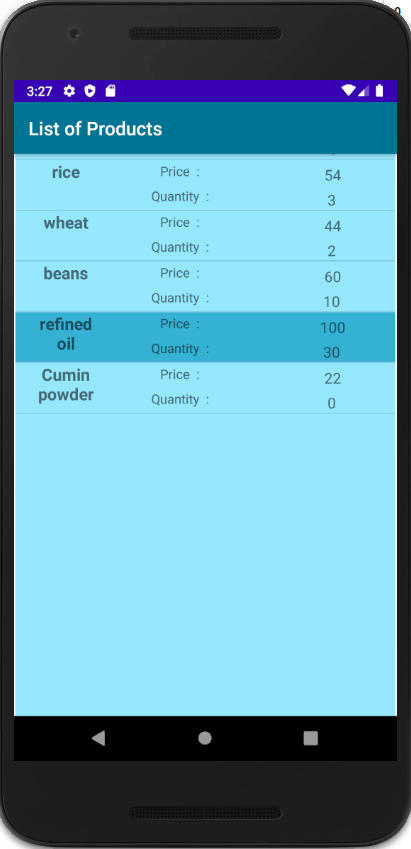 3:27
List of Products
rice Price : 54
Quantity : 3
wheat Price : 44
Quantity : 2
beans Price : 60
Quantity : 10
refined Price : 100
oil Quantity : 30
Cumin Price : 22
powder Quantity : 0